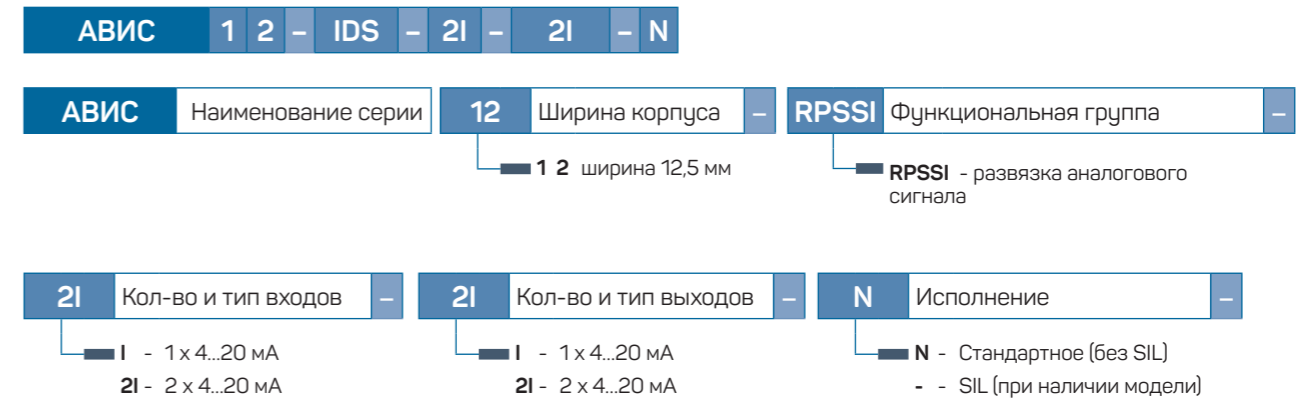 АВИС 1 2 – IDS – 2I – 2I – N
АВИС Наименование серии 12 Ширина корпуса – RPSSI Функциональная группа –
1 2 ширина 12,5 мм
RPSSI - развязка аналогового
сигнала
2I Кол-во и тип входов – 2I Кол-во и тип выходов – N Исполнение –
I - 1 x 4...20 мА
2I - 2 x 4...20 мА
I - 1 x 4...20 мА
2I - 2 x 4...20 мА
N - Стандартное (без SIL)
- - SIL (при наличии модели)